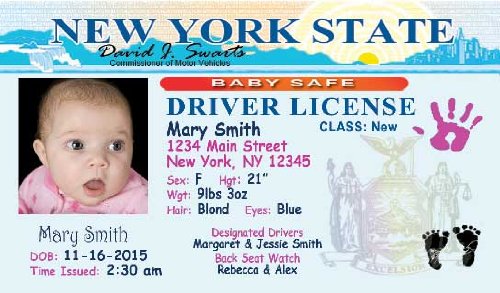 NEW YORK STATE
David J. Swarts
Commissioner of Motor Vehicles
BABY SAFE
DRIVER LICENSE
Mary Smith
CLASS: New
1234 Main Street
New York, NY 12345
Sex: F Hgt: 21"
Wgt: 9lbs 3oz
Hair: Blond Eyes: Blue
Mary Smith
DOB: 11-16-2015
Time Issued: 2:30 am
Designated Drivers
Margaret & Jessie Smith
Back Seat Watch
Rebecca & Alex
EXCELSIOR